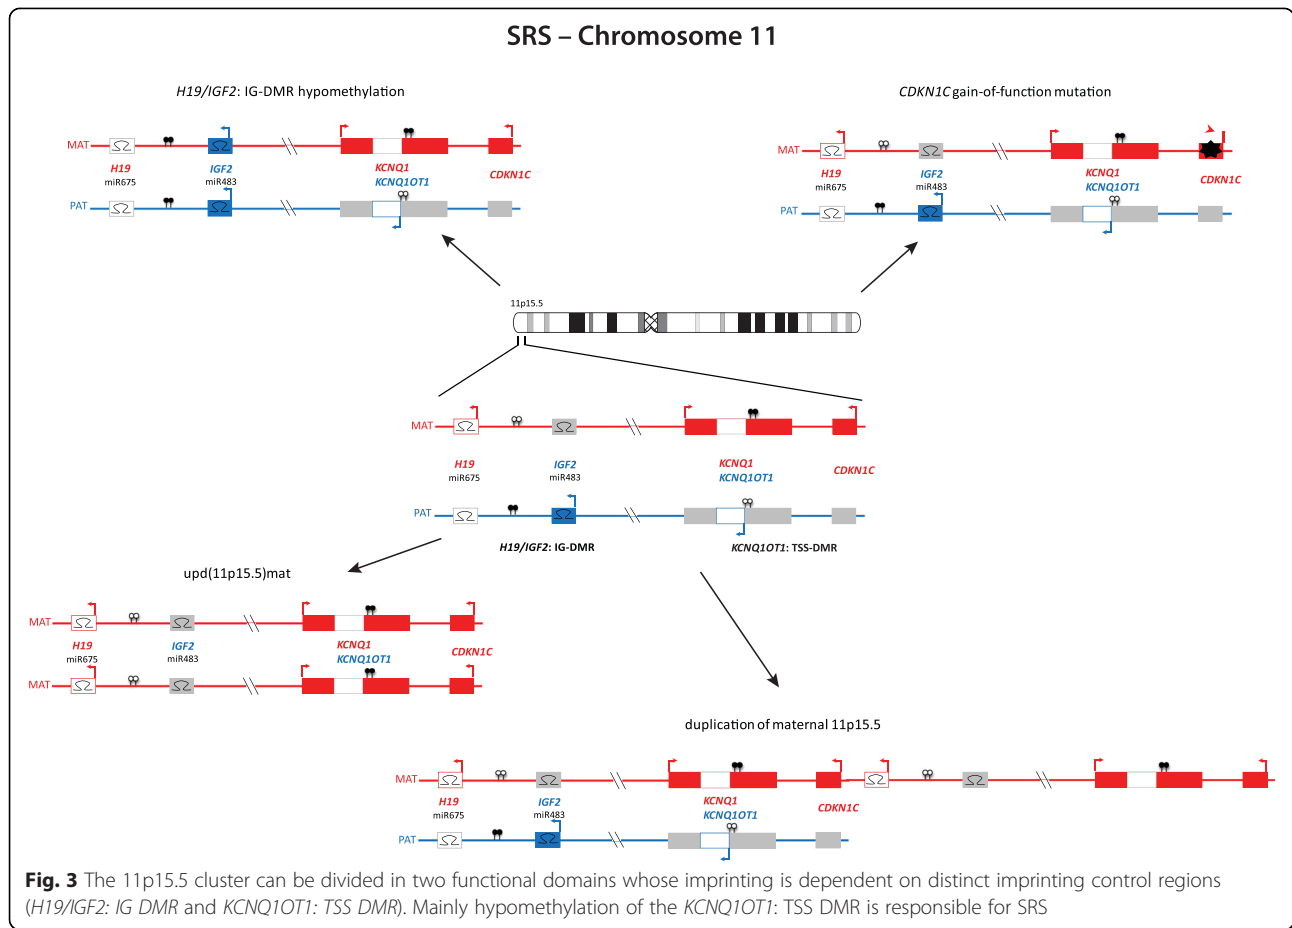 SRS – Chromosome 11
H19/IGF2: IG-DMR hypomethylation
MAT
H19
miR675
IGF2
miR483
KCNQ1
KCNQ1OT1
CDKN1C
PAT
CDKN1C gain-of-function mutation
MAT
H19
miR675
IGF2
miR483
KCNQ1
KCNQ1OT1
CDKN1C
PAT
11p15.5
MAT
H19
miR675
IGF2
miR483
KCNQ1
KCNQ1OT1
CDKN1C
PAT
H19/IGF2: IG-DMR
KCNQ1OT1: TSS-DMR
upd(11p15.5)mat
MAT
H19
miR675
IGF2
miR483
KCNQ1
KCNQ1OT1
CDKN1C
MAT
duplication of maternal 11p15.5
MAT
H19
miR675
IGF2
miR483
KCNQ1
KCNQ1OT1
CDKN1C
PAT
Fig. 3 The 11p15.5 cluster can be divided in two functional domains whose imprinting is dependent on distinct imprinting control regions
(H19/IGF2: IG DMR and KCNQ1OT1: TSS DMR). Mainly hypomethylation of the KCNQ1OT1: TSS DMR is responsible for SRS